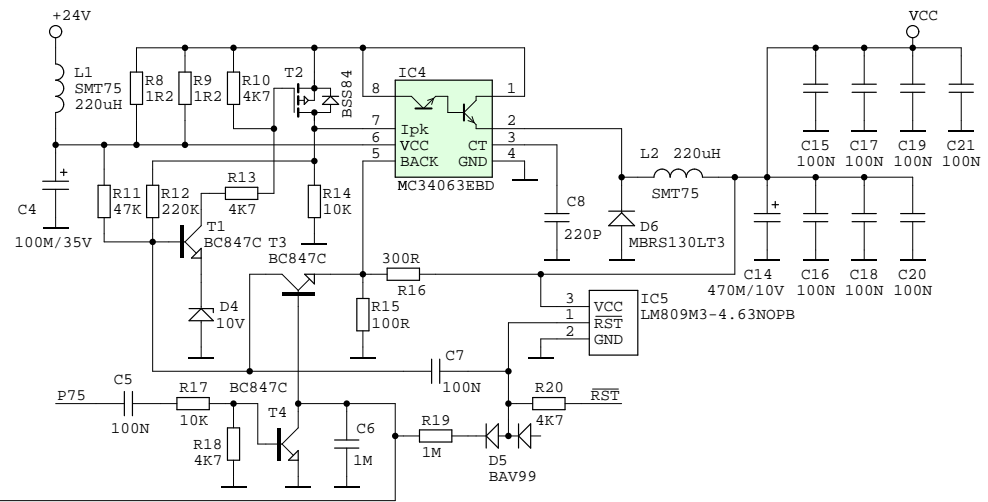 +24V
VCC
L1
SMT75
220uH
R8
1R2
R9
1R2
R10
4K7
T2
BSS84
IC4
8
7
6
5
Ipk
VCC
BACK
CT
GND
1
2
3
4
MC34063EBD
C15
100N
C17
100N
C19
100N
C21
100N
L2 220uH
SMT75
C4
100M/35V
R11
47K
R12
220K
R13
4K7
R14
10K
T1
BC847C
T3
BC847C
C8
220P
D6
MBRS130LT3
C14
470M/10V
C16
100N
C18
100N
C20
100N
D4
10V
300R
R16
R15
100R
3
1
2
VCC
RST
GND
IC5
LM809M3-4.63NOPB
C7
100N
P75
C5
100N
R17
10K
BC847C
T4
R18
4K7
C6
1M
R19
1M
R20
4K7
RST
D5
BAV99